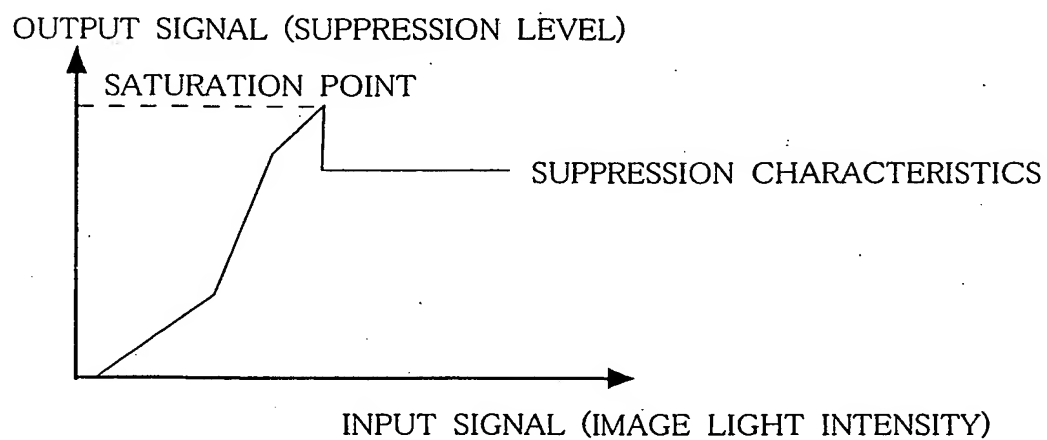 OUTPUT SIGNAL (SUPPRESSION LEVEL)
SATURATION POINT
SUPPRESSION CHARACTERISTICS
INPUT SIGNAL (IMAGE LIGHT INTENSITY)